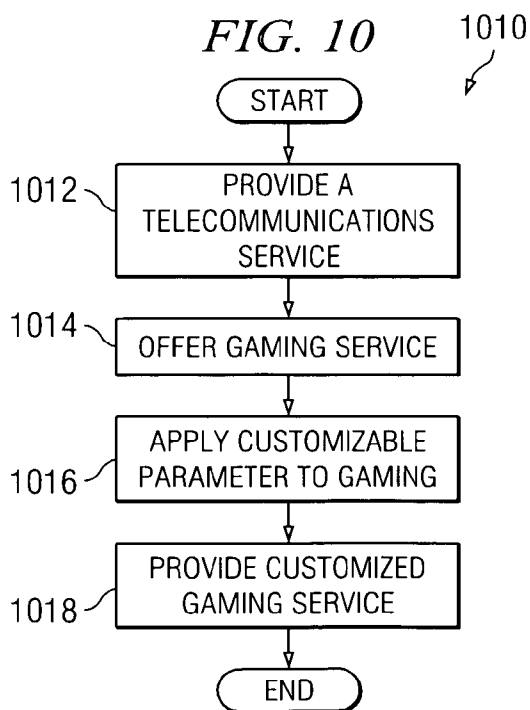 FIG. 10
1010
START
1012
PROVIDE A
TELECOMMUNICATIONS
SERVICE
1014
OFFER GAMING SERVICE
1016
APPLY CUSTOMIZABLE
PARAMETER TO GAMING
1018
PROVIDE CUSTOMIZED
GAMING SERVICE
END